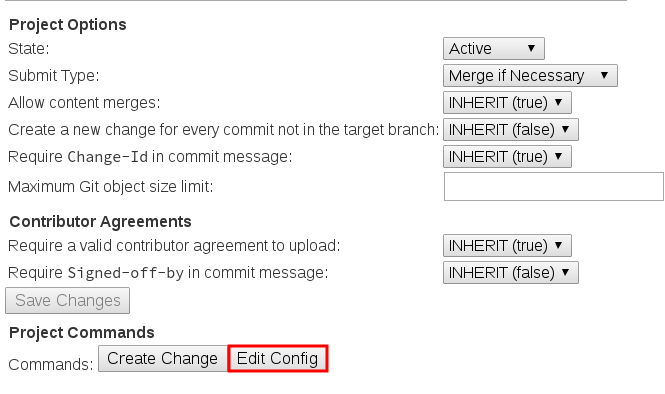 Project Options
State: Active
Submit Type: Merge if Necessary
Allow content merges: INHERIT (true)
Create a new change for every commit not in the target branch: INHERIT (false)
Require Change-Id in commit message: INHERIT (true)
Maximum Git object size limit:
Contributor Agreements
Require a valid contributor agreement to upload: INHERIT (true)
Require Signed-off-by in commit message: INHERIT (false)
Save Changes
Project Commands
Commands: Create Change Edit Config